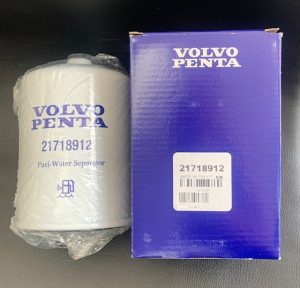 VOLVO
PENTA
21718912
Fuel-Water Separator
VOLVO
PENTA
21718912